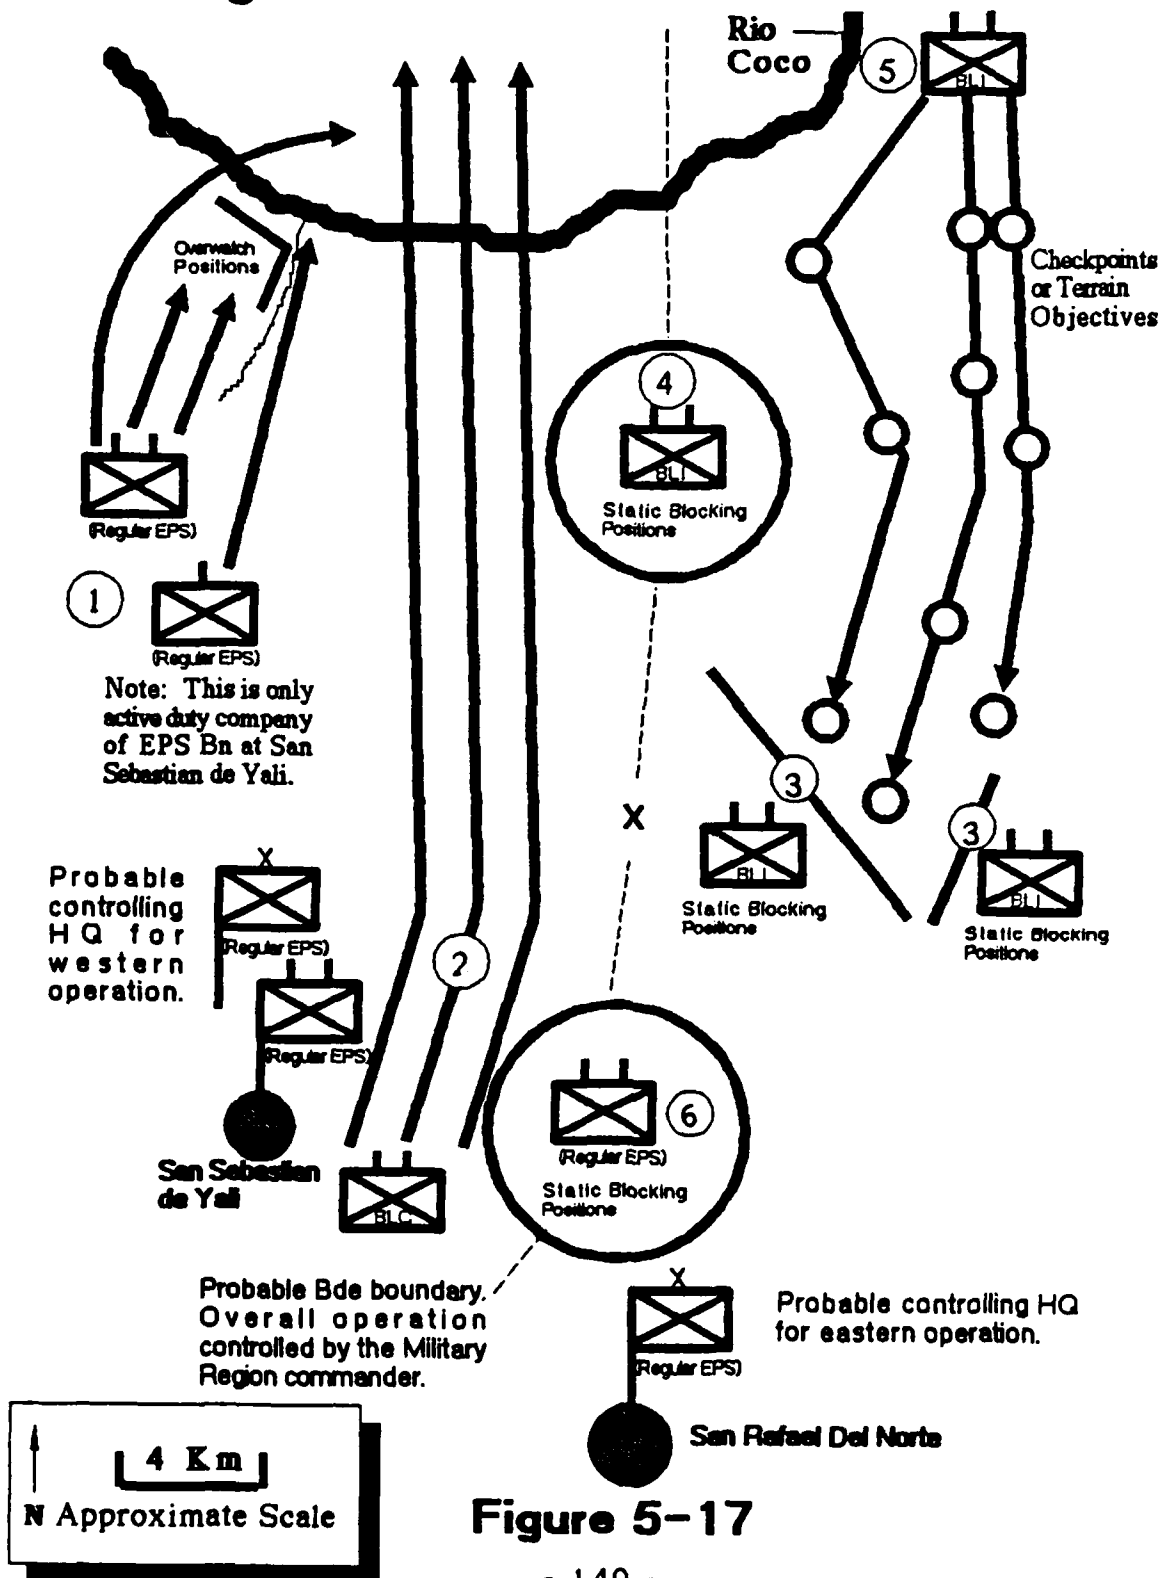 Rio
Coco
5
BLI
Overwatch
Positions
Checkpoints
or Terrain
Objectives
4
BLI
Static Blocking
Positions
(Regular EPS)
1
(Regular EPS)
Note: This is only
active duty company
of EPS Bn at San
Sebastian de Yali.
3
X
3
BLI
Static Blocking
Positions
BLI
Static Blocking
Positions
X
Probable
controlling
HQ for
western
operation.
(Regular EPS)
2
(Regular EPS)
San Sebastian
de Yali
BLC
6
(Regular EPS)
Static Blocking
Positions
Probable Bde boundary.
Overall operation
controlled by the Military
Region commander.
X
(Regular EPS)
Probable controlling HQ
for eastern operation.
San Rafael Del Norte
4 Km
N Approximate Scale
Figure 5-17